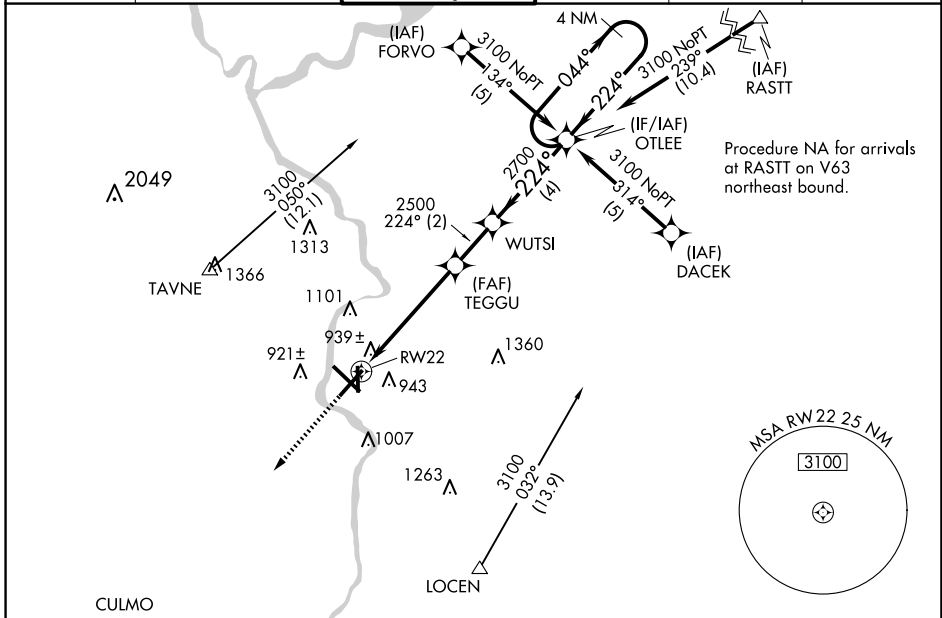 (IAF)
FORVO
3100 NoPT
134°
(5)
4 NM
044°
224°
3100 NoPT
239°
(10.4)
(IAF)
RASTT
(IF/IAF)
OTLEE
Procedure NA for arrivals
at RASTT on V63
northeast bound.
2700
224°
(4)
3100 NoPT
314°
(5)
2049
3100
050°
(12.1)
2500
224° (2)
1313
WUTSI
(IAF)
DACEK
1366
TAVNE
(FAF)
TEGGU
1101
939±
921±
RW22
1360
943
1007
1263
3100
032°
(13.9)
MSA RW 22 25 NM
3100
LOCEN
CULMO